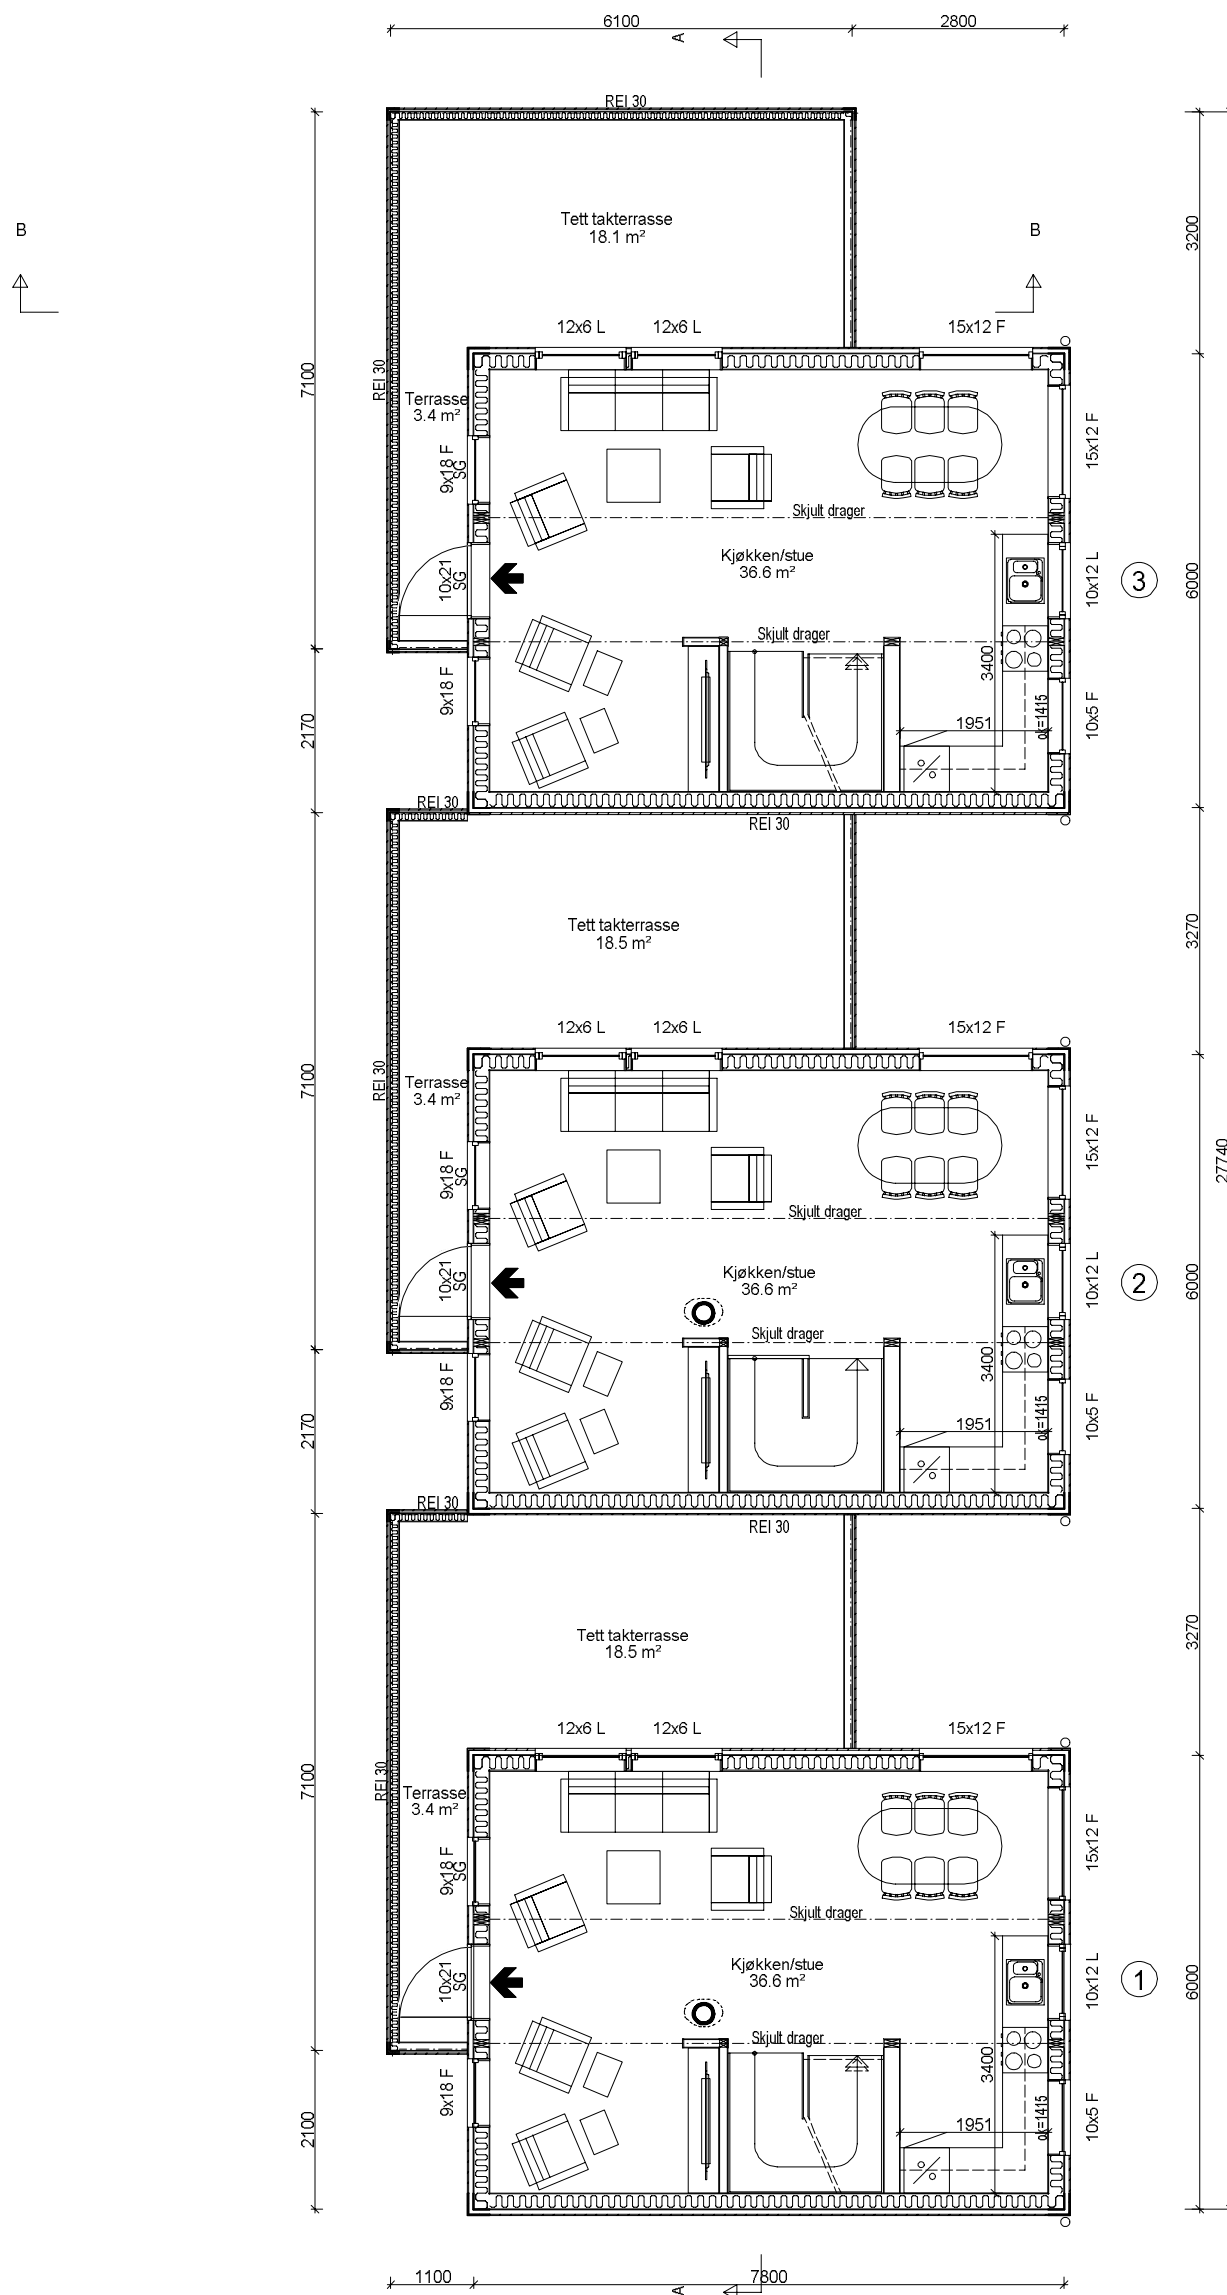 6100
2800
A
REI 30
Tett takterrasse
18.1 m²
B
B
3200
12x6 L
12x6 L
15x12 F
7100
REI 30
Terrasse
3.4 m²
9x18 F
SG
15x12 F
Skjult drager
Kjøkken/stue
36.6 m²
10x21
SG
10x12 L
3
6000
Skjult drager
3400
9x18 F
2170
1951
ok=1415
10x5 F
REI 30
REI 30
Tett takterrasse
18.5 m²
3270
12x6 L
12x6 L
15x12 F
7100
REI 30
Terrasse
3.4 m²
9x18 F
SG
15x12 F
27740
Skjult drager
Kjøkken/stue
36.6 m²
10x21
SG
10x12 L
2
6000
Skjult drager
3400
9x18 F
2170
1951
ok=1415
10x5 F
REI 30
REI 30
Tett takterrasse
18.5 m²
3270
12x6 L
12x6 L
15x12 F
7100
REI 30
Terrasse
3.4 m²
9x18 F
SG
15x12 F
Skjult drager
Kjøkken/stue
36.6 m²
10x21
SG
10x12 L
1
6000
Skjult drager
3400
9x18 F
2100
1951
ok=1415
10x5 F
1100
A
7800